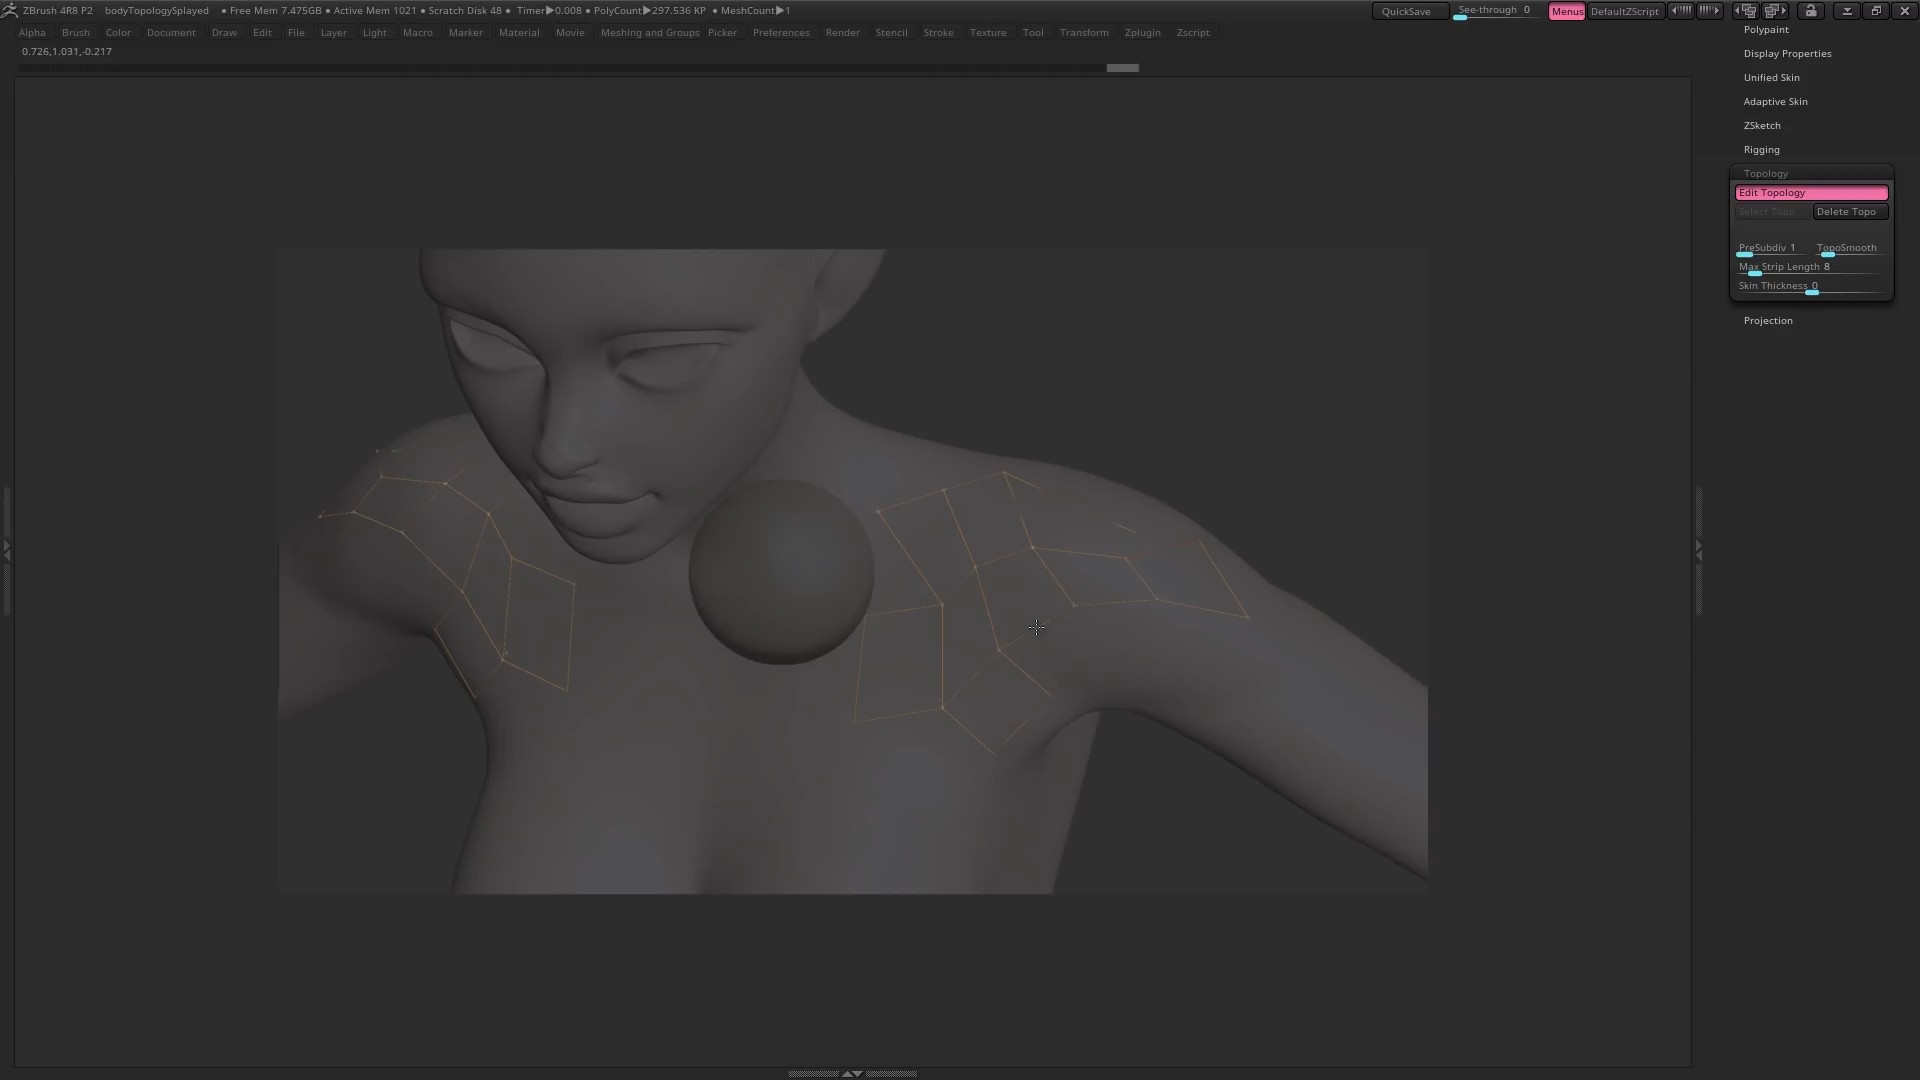 ZBrush 4R8 P2 bodyTopologySplayed • Free Mem 7.475GB • Active Mem 1021 • Scratch Disk 48 • Timer▶0.008 • PolyCount▶297.536 KP • MeshCount▶1 QuickSave See-through 0 Menus DefaultZScript
Alpha Brush Color Document Draw Edit File Layer Light Macro Marker Material Movie Meshing and Groups Picker Preferences Render Stencil Stroke Texture Tool Transform Zplugin Zscript
0.726,1.031,-0.217
Polypaint
Display Properties
Unified Skin
Adaptive Skin
ZSketch
Rigging
Topology
Edit Topology
Select Topo Delete Topo
PreSubdiv 1 TopoSmooth
Max Strip Length 8
Skin Thickness 0
Projection